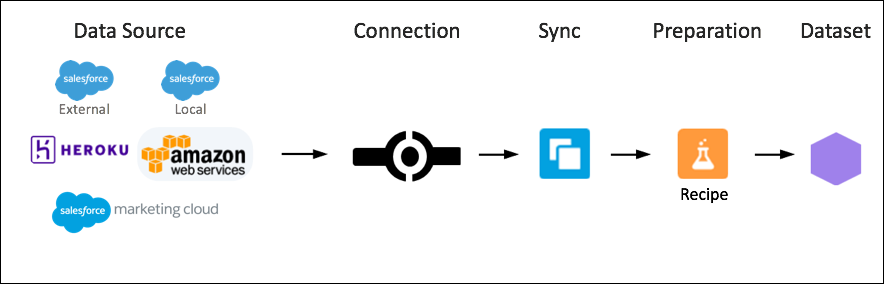 Data Source
Connection
Sync
Preparation
Dataset
salesforce
External
salesforce
Local
HEROKU
amazon
web services
salesforce
marketing cloud
Recipe